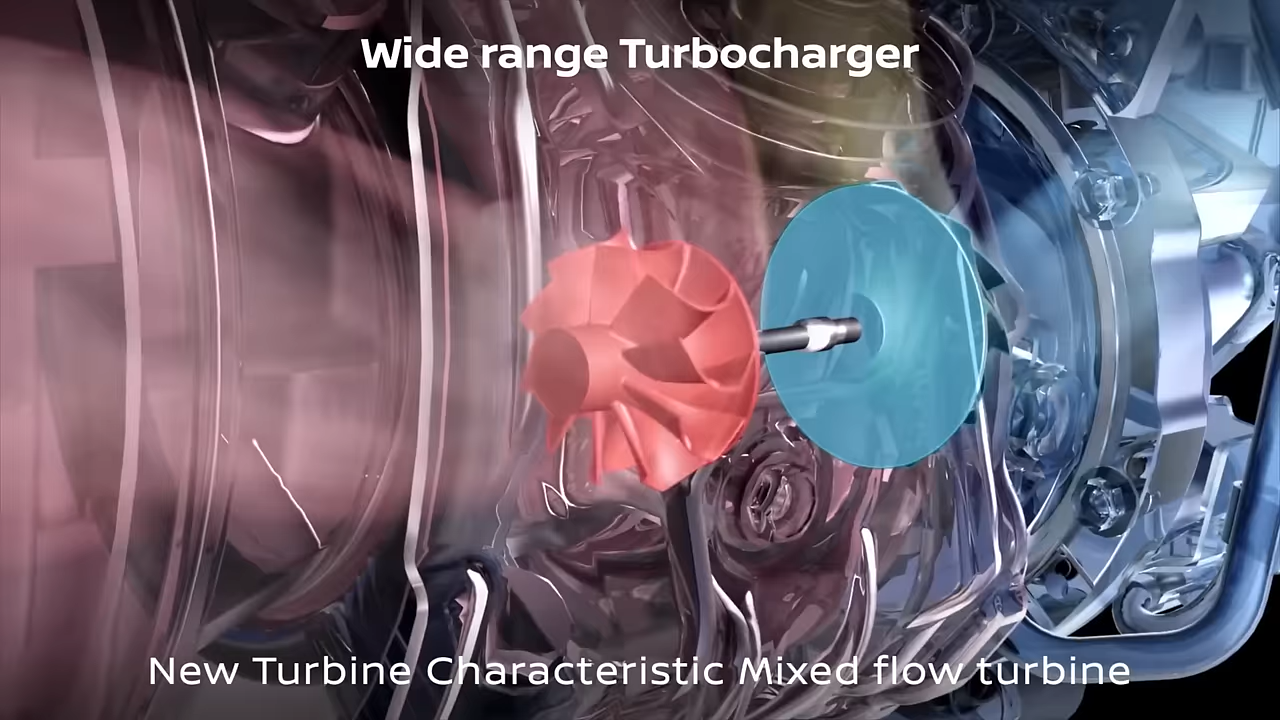 Wide range Turbocharger
New Turbine Characteristic Mixed flow turbine